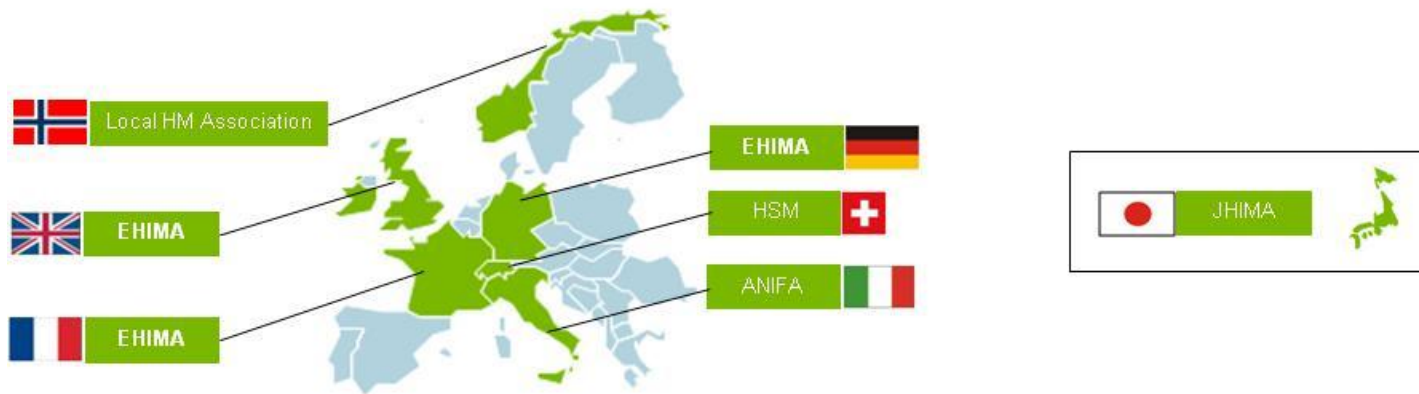 Local HM Association
EHIMA
EHIMA
EHIMA
HSM
ANIFA
JHIMA